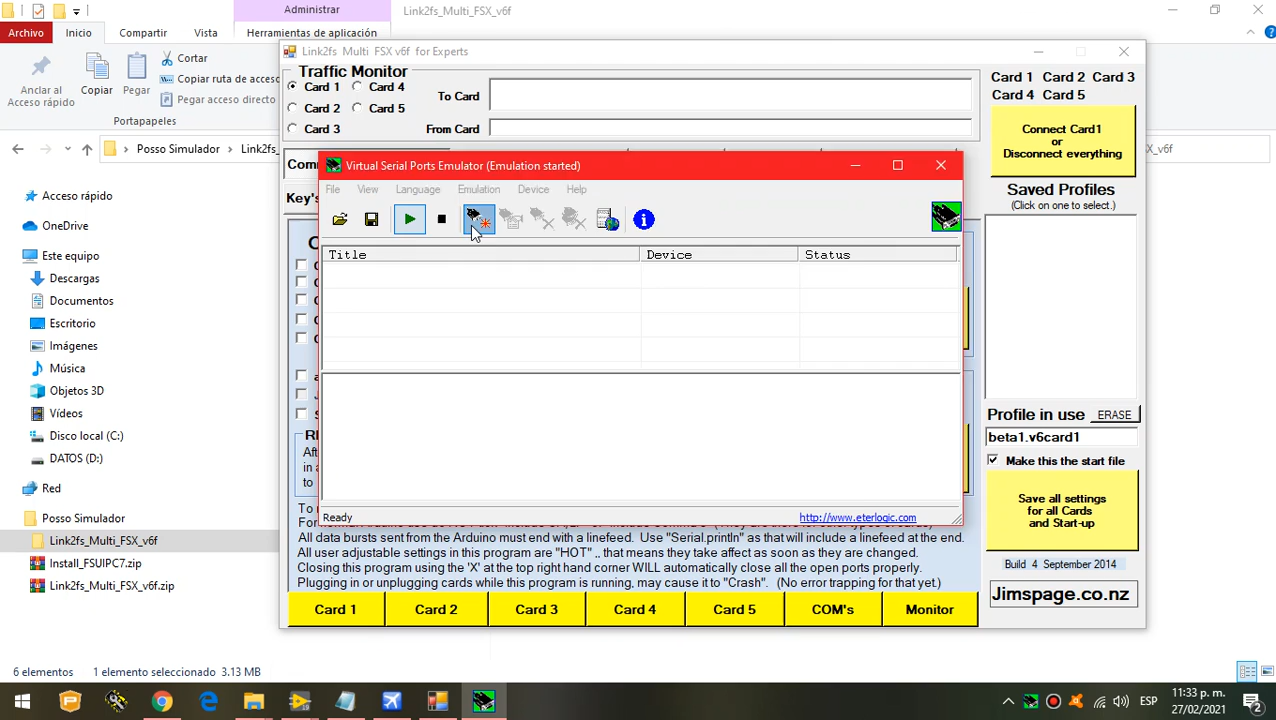 Administrar
Link2fs_Multi_FSX_v6f
Archivo
Inicio
Compartir
Vista
Herramientas de aplicación
Anclar al
Acceso rápido
Copiar
Pegar
Cortar
Copiar ruta de acceso
Pegar acceso directo
Portapapeles
Posso Simulador
Acceso rápido
OneDrive
Este equipo
Descargas
Documentos
Escritorio
Imágenes
Música
Objetos 3D
Vídeos
Disco local (C:)
DATOS (D:)
Red
Posso Simulador
Link2fs_Multi_FSX_v6f
Install_FSUIPC7.zip
Link2fs_Multi_FSX_v6f.zip
6 elementos
1 elemento seleccionado 3.13 MB
Link2fs Multi FSX v6f for Experts
Traffic Monitor
Card 1
Card 4
Card 2
Card 5
Card 3
To Card
From Card
Card 1 Card 2 Card 3
Card 4 Card 5
Connect Card1
or
Disconnect everything
Saved Profiles
(Click on one to select.)
Profile in use
ERASE
beta1.v6card1
Make this the start file
Save all settings
for all Cards
and Start-up
Build 4 September 2014
Jimspage.co.nz
Key's
Virtual Serial Ports Emulator (Emulation started)
File
View
Language
Emulation
Device
Help
Title
Device
Status
Ready
http://www.eterlogic.com
All data bursts sent from the Arduino must end with a linefeed. Use "Serial.println" as that will include a linefeed at the end.
All user adjustable settings in this program are "HOT" .. that means they take affect as soon as they are changed.
Closing this program using the 'X' at the top right hand corner WILL automatically close all the open ports properly.
Plugging in or unplugging cards while this program is running, may cause it to "Crash". (No error trapping for that yet.)
Card 1
Card 2
Card 3
Card 4
Card 5
COM's
Monitor
ESP
11:33 p. m.
27/02/2021
2